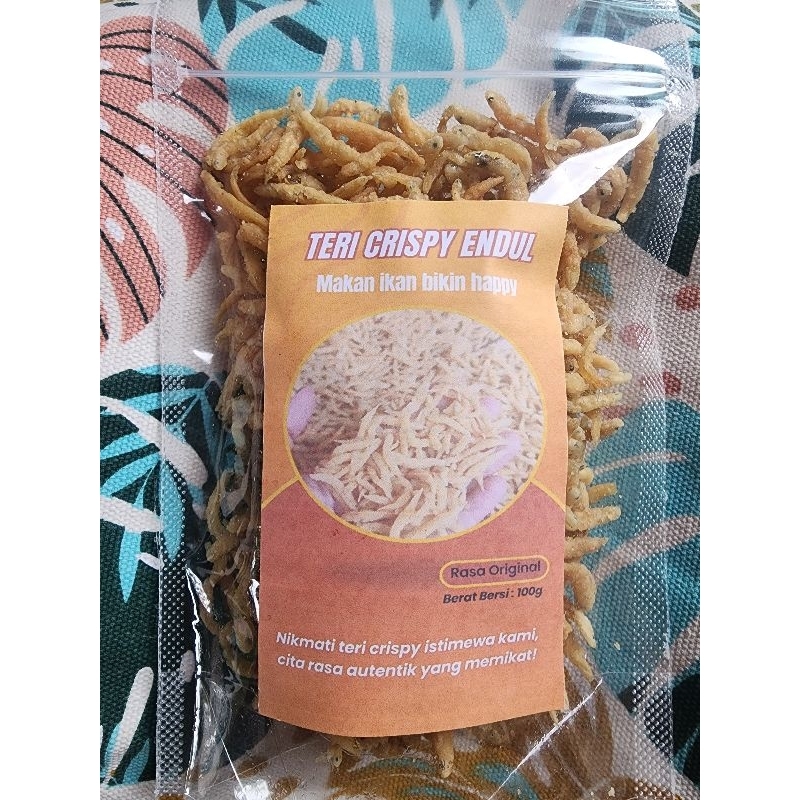 TERI CRISPY ENDUL
Makan ikan bikin happy
Rasa Original
Berat Bersi : 100g
Nikmati teri crispy istimewa kami,
cita rasa autentik yang memikat!